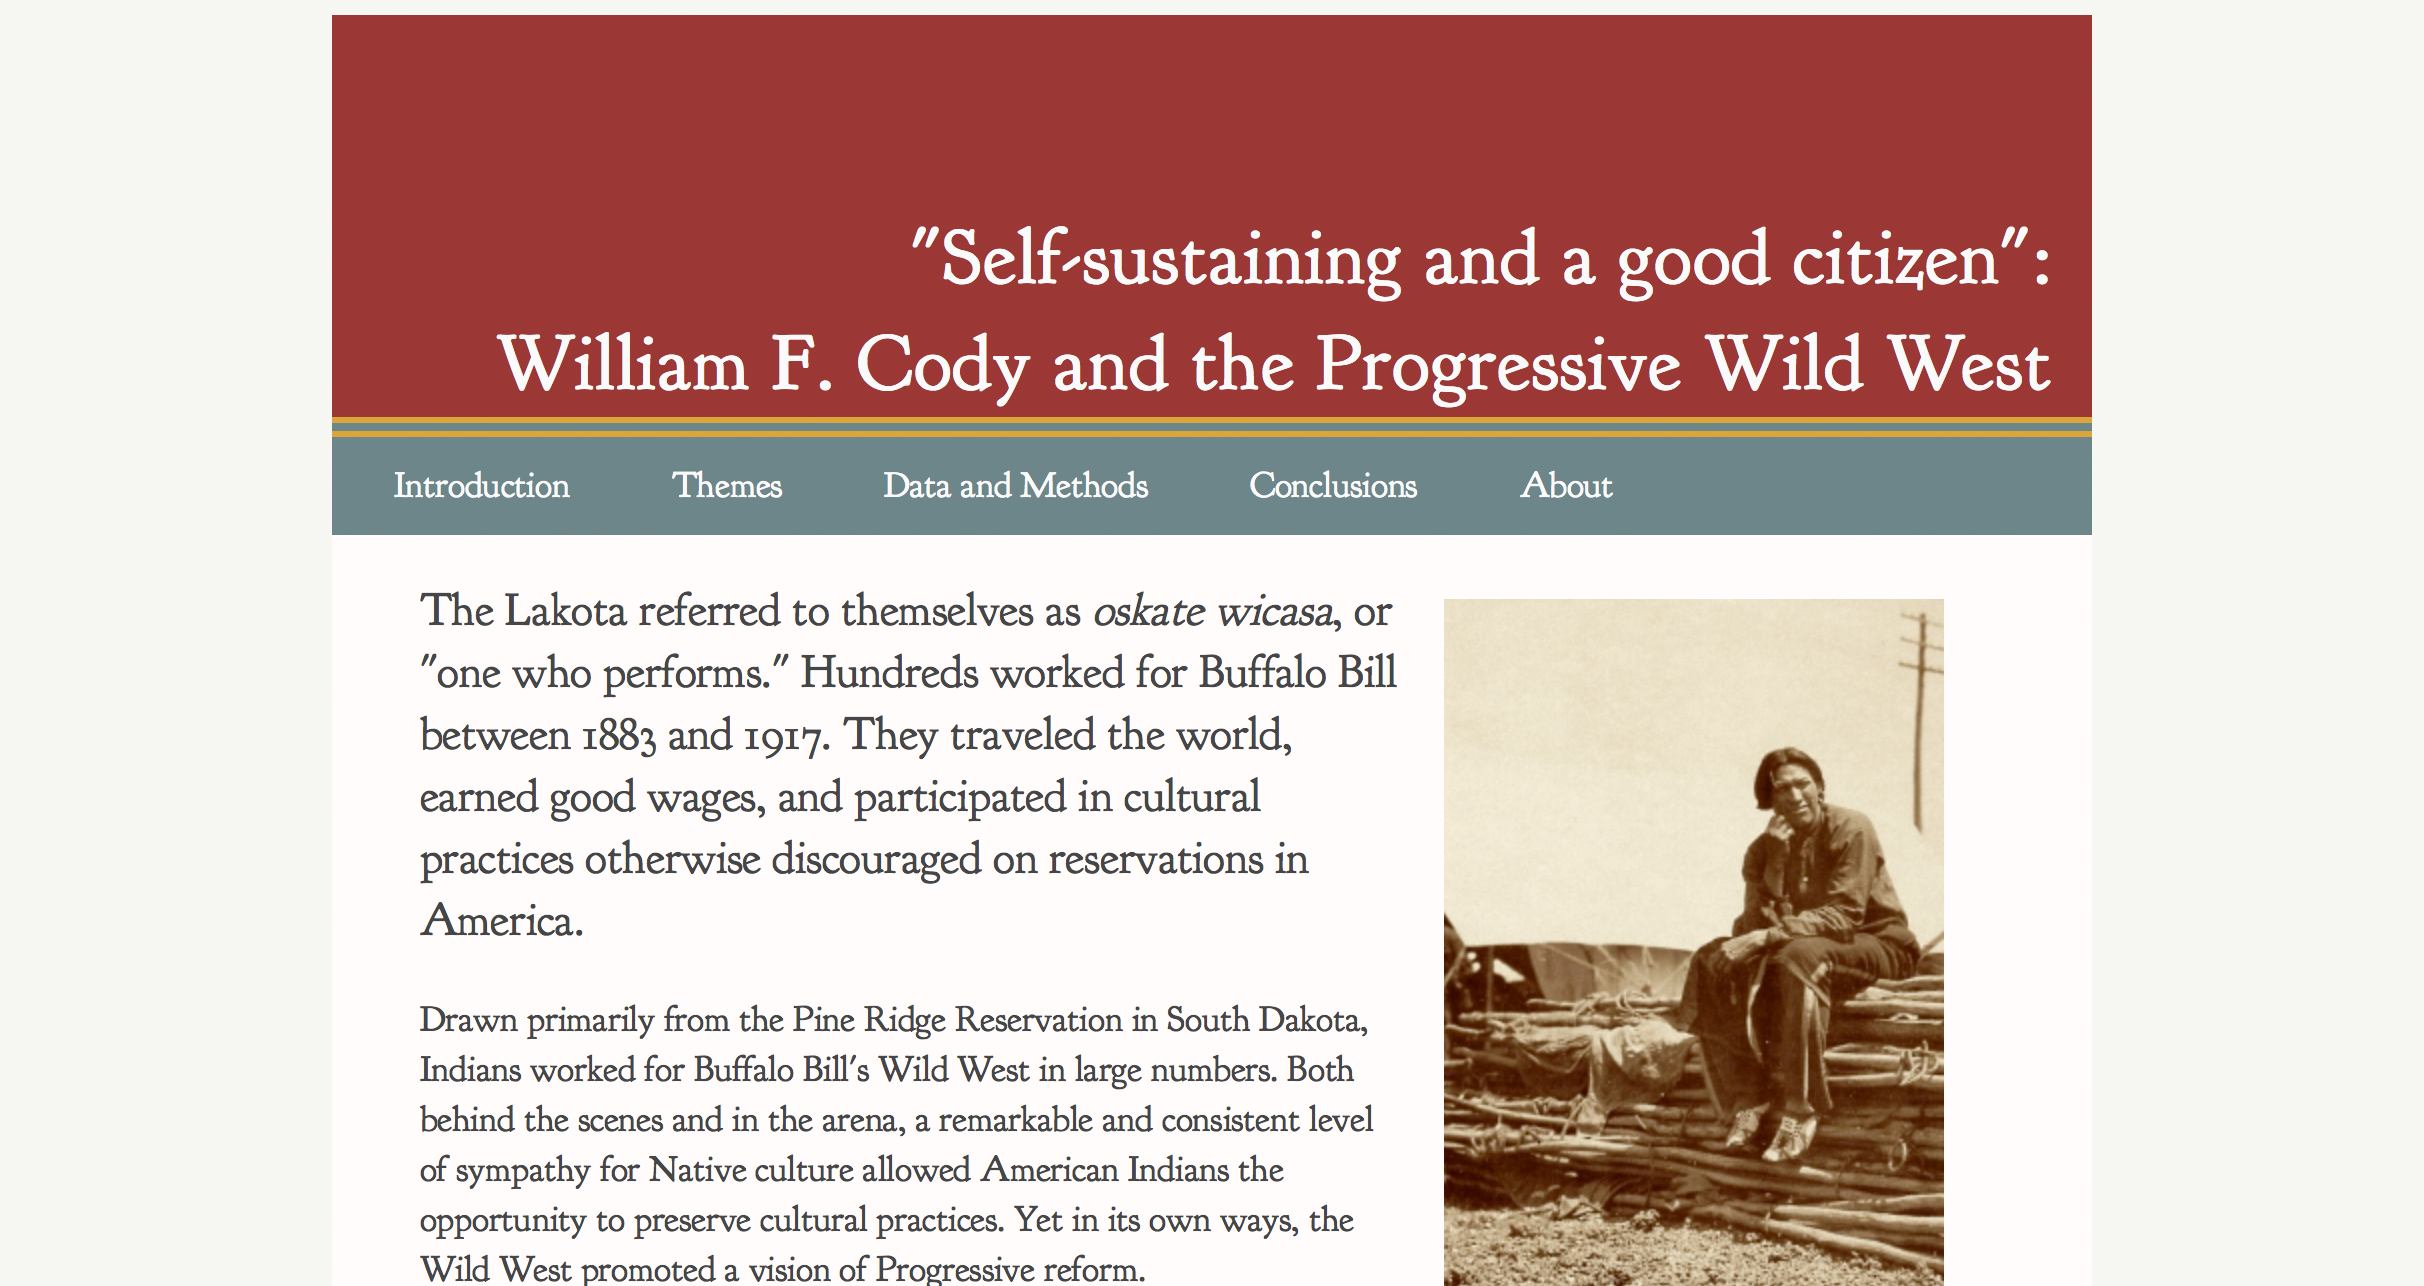 "Self-sustaining and a good citizen":
William F. Cody and the Progressive Wild West
Introduction Themes Data and Methods Conclusions About
The Lakota referred to themselves as oskate wicasa, or
"one who performs." Hundreds worked for Buffalo Bill
between 1883 and 1917. They traveled the world,
earned good wages, and participated in cultural
practices otherwise discouraged on reservations in
America.
Drawn primarily from the Pine Ridge Reservation in South Dakota,
Indians worked for Buffalo Bill's Wild West in large numbers. Both
behind the scenes and in the arena, a remarkable and consistent level
of sympathy for Native culture allowed American Indians the
opportunity to preserve cultural practices. Yet in its own ways, the
Wild West promoted a vision of Progressive reform.